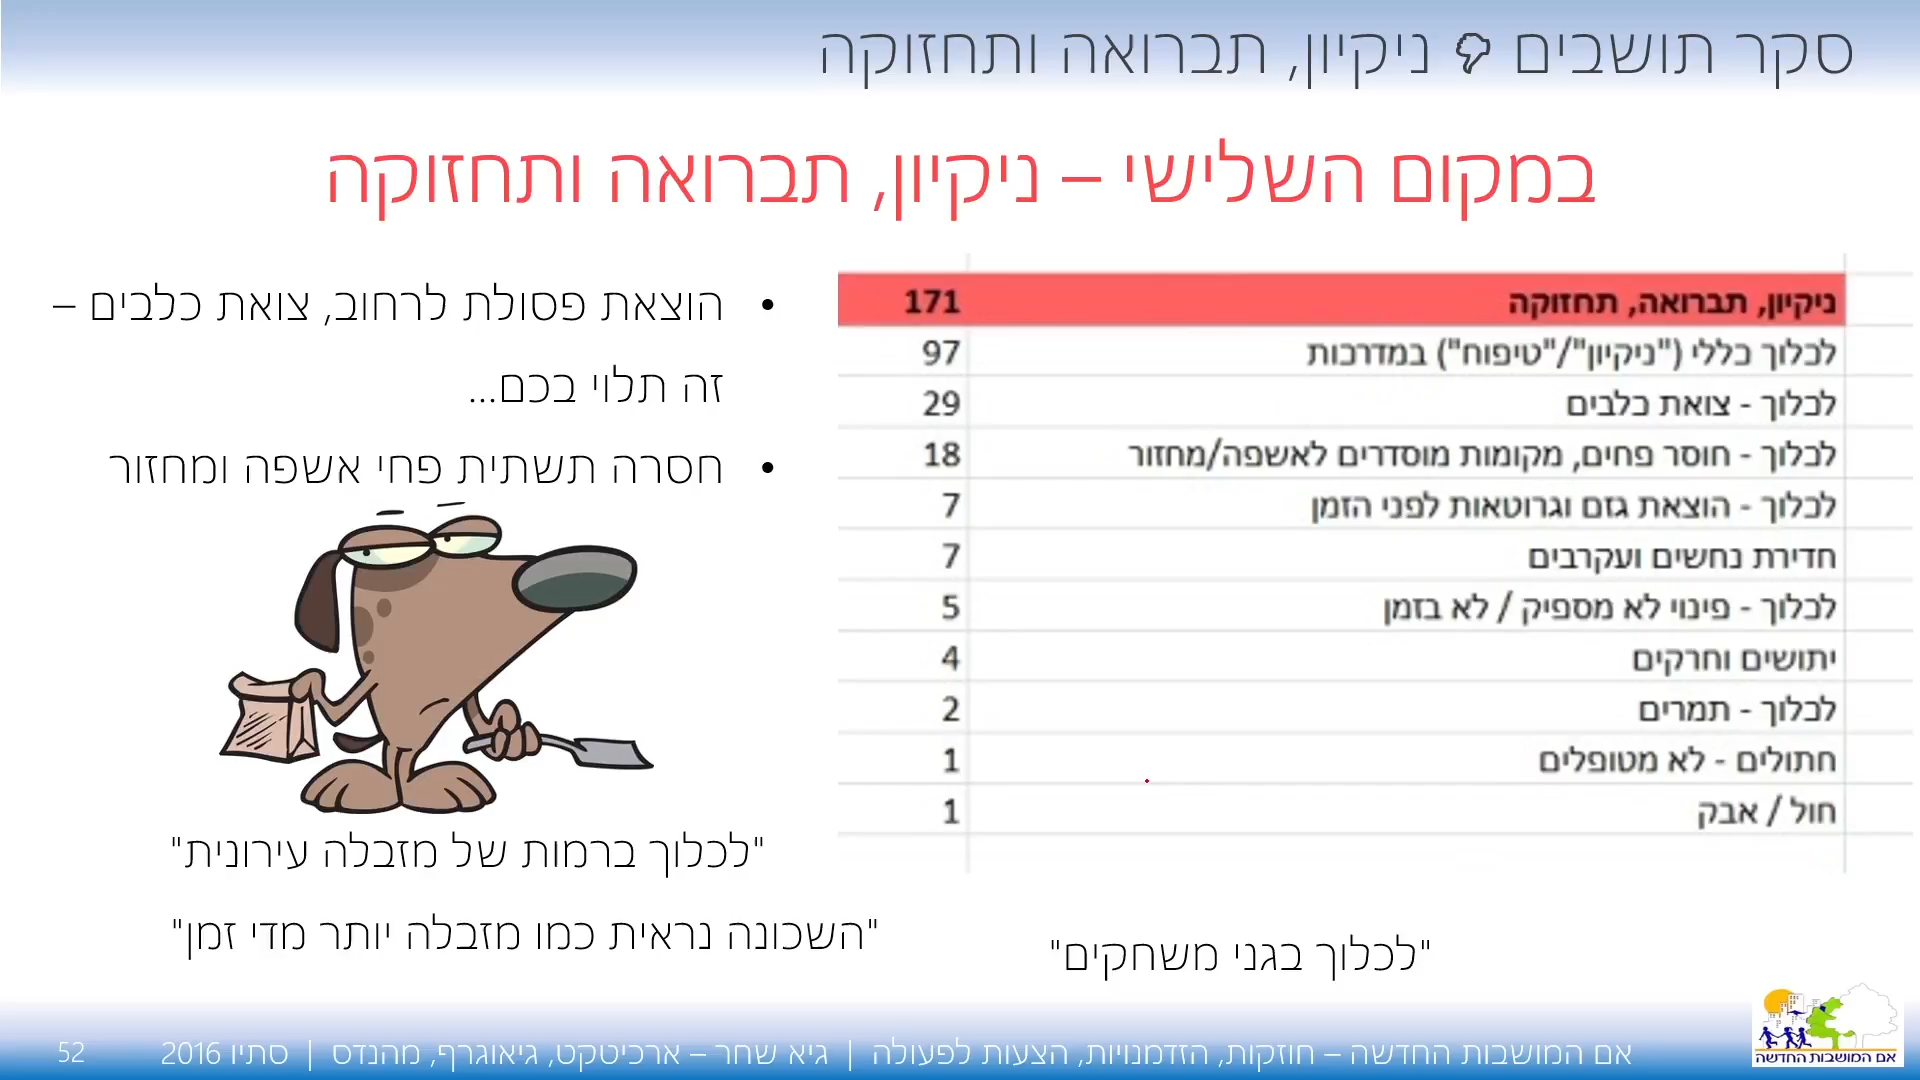 סקר תושבים ניקיון, תברואה ותחזוקה
במקום השלישי – ניקיון, תברואה ותחזוקה
• הוצאת פסולת לרחוב, צואת כלבים –
זה תלוי בכם...
• חסרה תשתית פחי אשפה ומחזור
ניקיון, תברואה, תחזוקה 171
לכלוך כללי ("ניקיון"/"טיפוח") במדרכות 97
לכלוך - צואת כלבים 29
לכלוך - חוסר פחים, מקומות מוסדרים לאשפה/מחזור 18
לכלוך - הוצאת גזם וגרוטאות לפני הזמן 7
חדירת נחשים ועקרבים 7
לכלוך - פינוי לא מספיק / לא בזמן 5
יתושים וחרקים 4
לכלוך - תמרים 2
חתולים - לא מטופלים 1
חול / אבק 1
"לכלוך ברמות של מזבלה עירונית"
"השכונה נראית כמו מזבלה יותר מדי זמן"
"לכלוך בגני משחקים"
אם המושבות החדשה
אם המושבות החדשה – חוזקות, הזדמנויות, הצעות לפעולה | גיא שחר – ארכיטקט, גיאוגרף, מהנדס | סתיו 2016
52